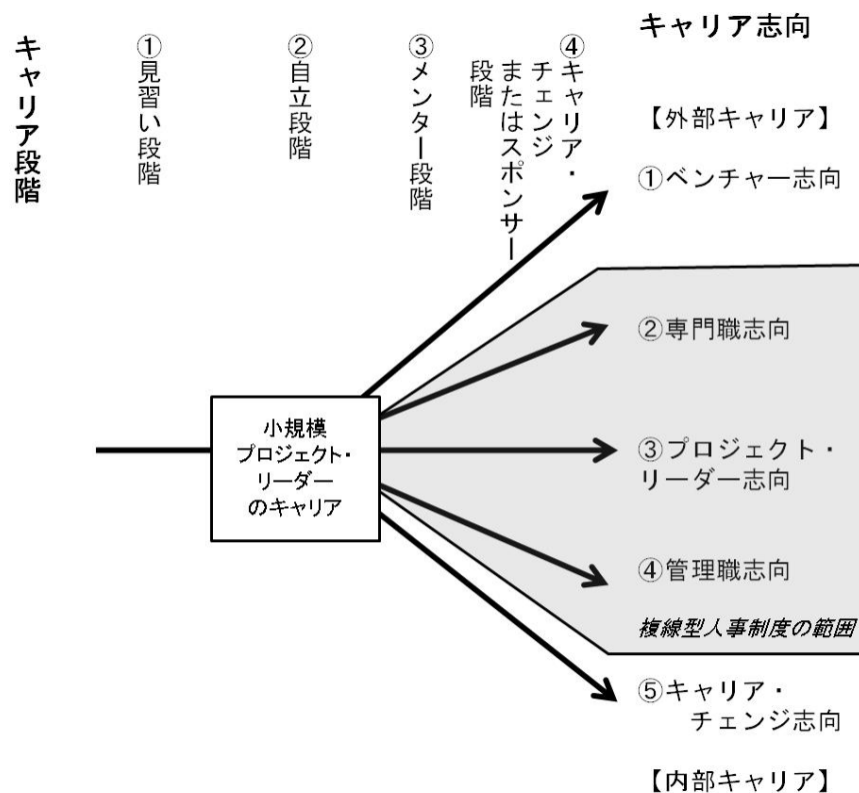 キャリア段階
①見習い段階
②自立段階
③メンター段階
④キャリア・
チェンジ
またはスポンサー
段階
キャリア志向
【外部キャリア】
①ベンチャー志向
②専門職志向
小規模
プロジェクト・
リーダー
のキャリア
③プロジェクト・
リーダー志向
④管理職志向
複線型人事制度の範囲
⑤キャリア・
チェンジ志向
【内部キャリア】